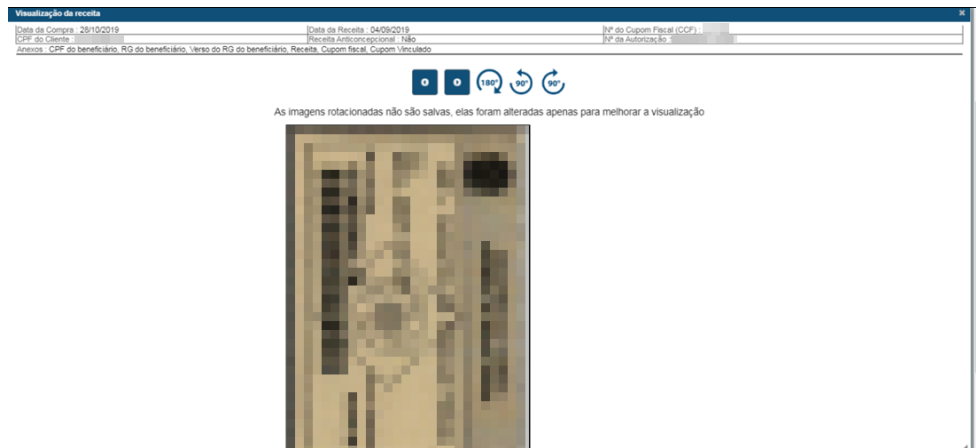 Visualização da receita
Data da Compra : 28/10/2019
Data da Receita : 04/09/2019
Nº do Cupom Fiscal (CCF) :
CPF do Cliente :
Receita Anticoncepcional : Não
Nº da Autorização :
Anexos : CPF do beneficiário, RG do beneficiário, Verso do RG do beneficiário, Receita, Cupom fiscal, Cupom Vinculado
180° 90° 90°
As imagens rotacionadas não são salvas, elas foram alteradas apenas para melhorar a visualização